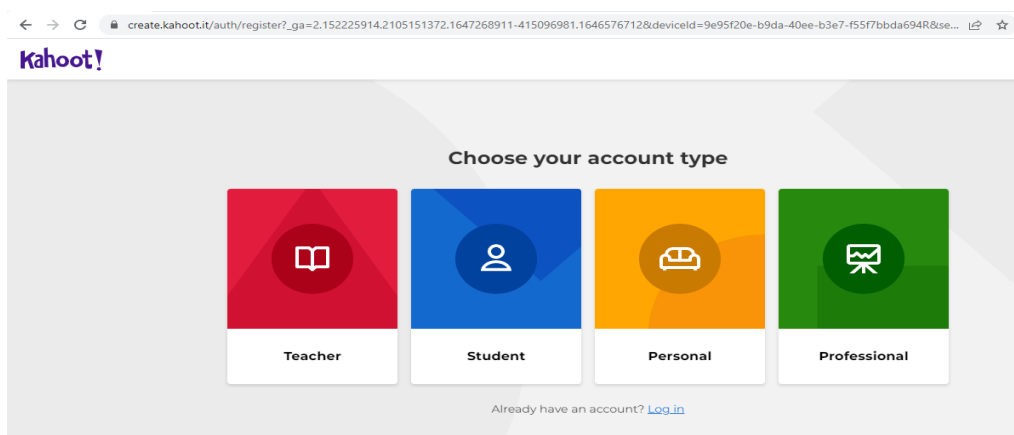 create.kahoot.it/auth/register?_ga=2.152225914.2105151372.1647268911-415096981.1646576712&deviceId=9e95f20e-b9da-40ee-b3e7-f55f7bbda694R&se...
Kahoot!
Choose your account type
Teacher Student Personal Professional
Already have an account? Log in